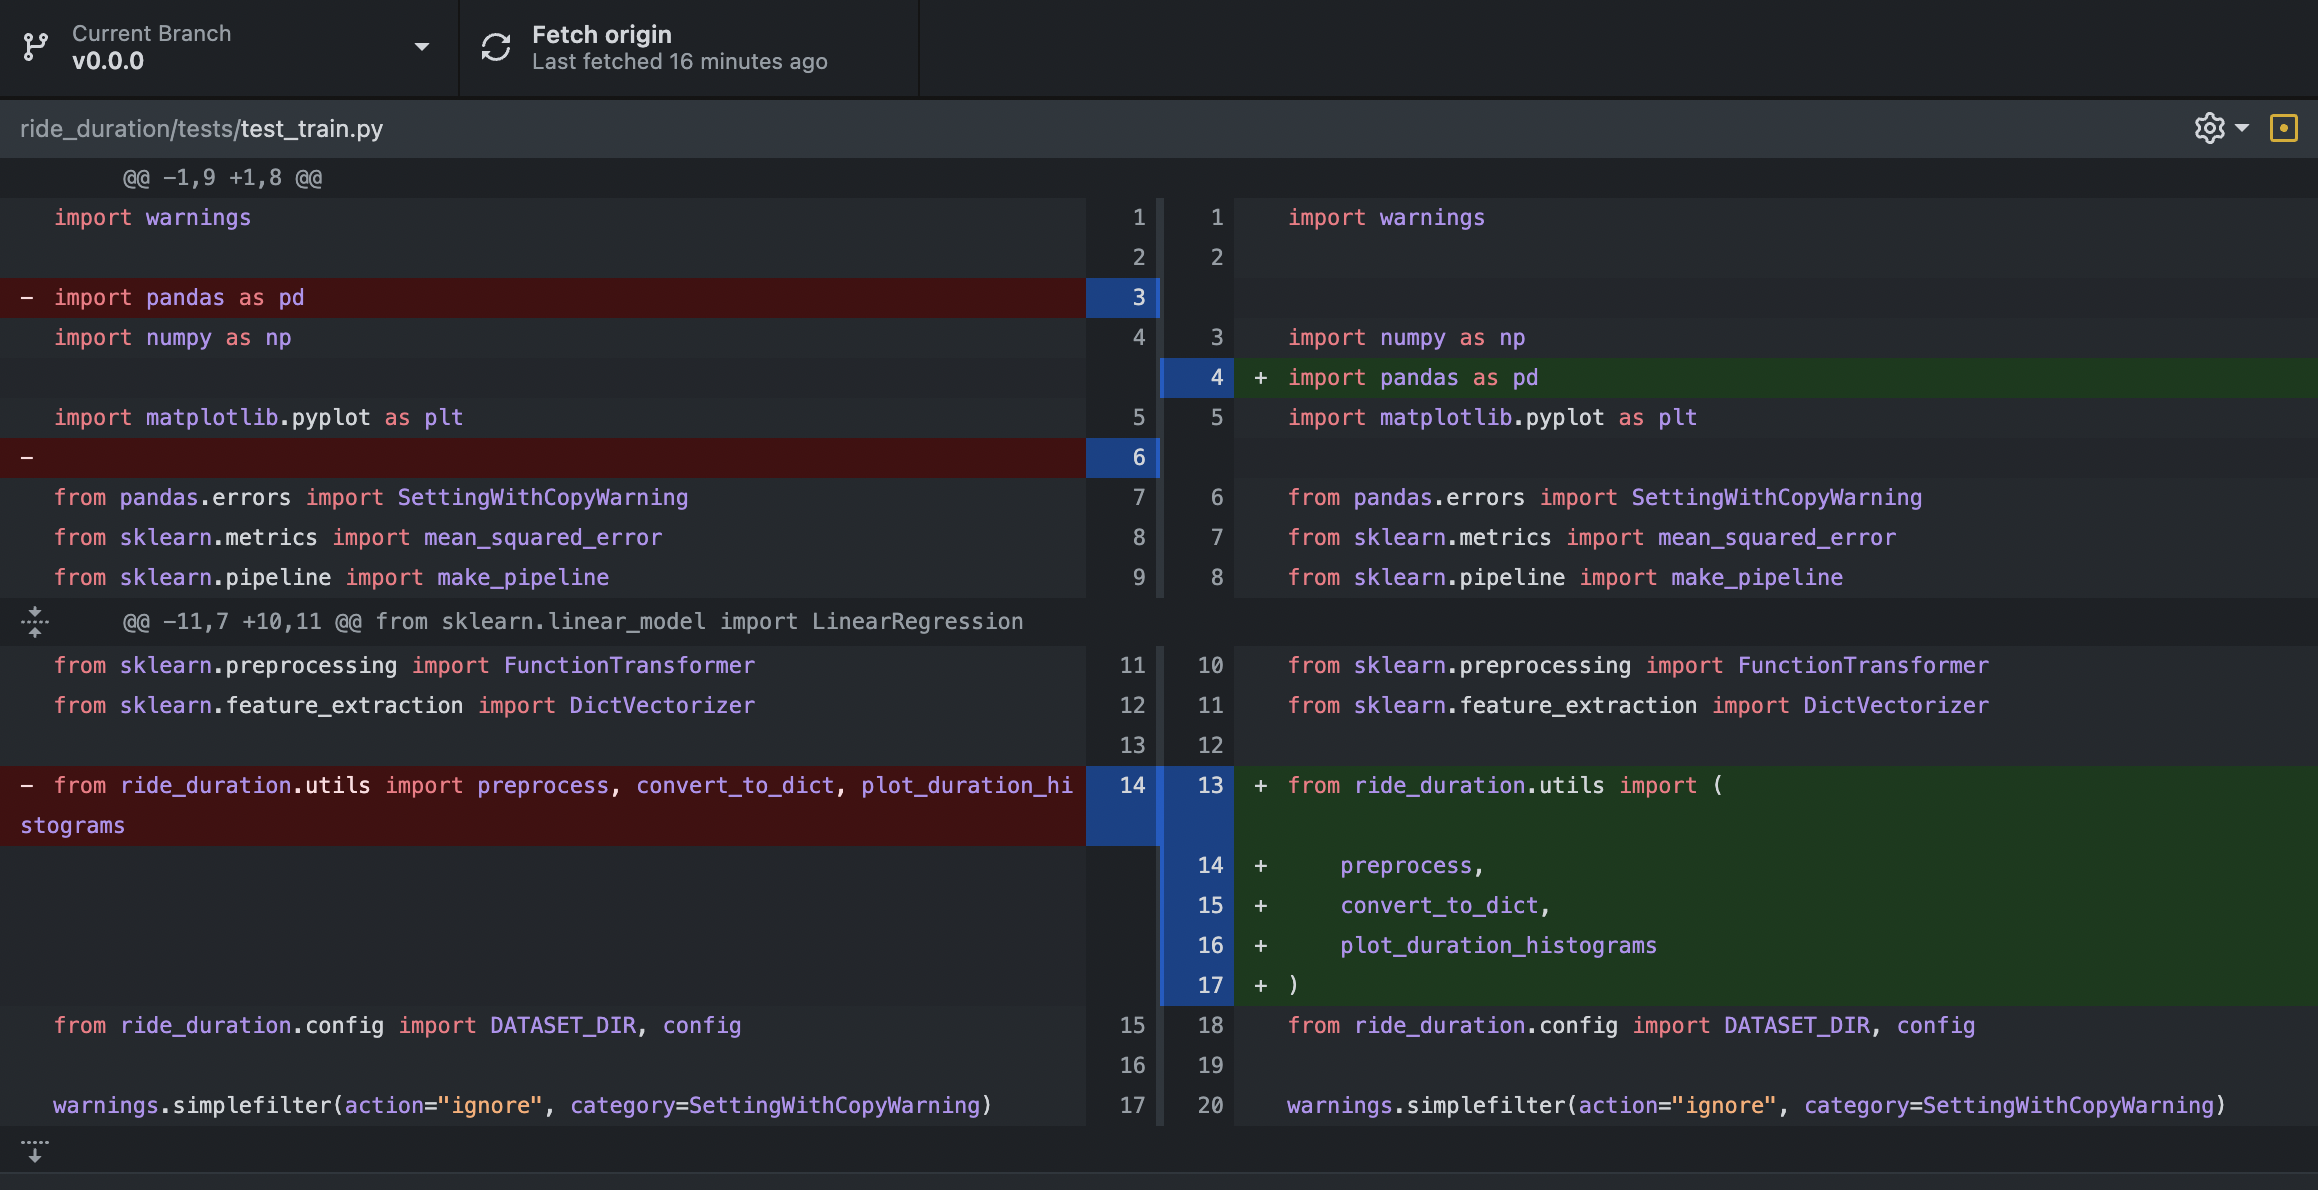 Current Branch
v0.0.0
Fetch origin
Last fetched 16 minutes ago
ride_duration/tests/test_train.py
@@ -1,9 +1,8 @@
import warnings 1 1 import warnings
2 2
- import pandas as pd 3
import numpy as np 4 3 import numpy as np
4 + import pandas as pd
import matplotlib.pyplot as plt 5 5 import matplotlib.pyplot as plt
- 6
from pandas.errors import SettingWithCopyWarning 7 6 from pandas.errors import SettingWithCopyWarning
from sklearn.metrics import mean_squared_error 8 7 from sklearn.metrics import mean_squared_error
from sklearn.pipeline import make_pipeline 9 8 from sklearn.pipeline import make_pipeline
@@ -11,7 +10,11 @@ from sklearn.linear_model import LinearRegression
from sklearn.preprocessing import FunctionTransformer 11 10 from sklearn.preprocessing import FunctionTransformer
from sklearn.feature_extraction import DictVectorizer 12 11 from sklearn.feature_extraction import DictVectorizer
13 12
- from ride_duration.utils import preprocess, convert_to_dict, plot_duration_hi 14 13 + from ride_duration.utils import (
stograms
14 + preprocess,
15 + convert_to_dict,
16 + plot_duration_histograms
17 + )
from ride_duration.config import DATASET_DIR, config 15 18 from ride_duration.config import DATASET_DIR, config
16 19
warnings.simplefilter(action="ignore", category=SettingWithCopyWarning) 17 20 warnings.simplefilter(action="ignore", category=SettingWithCopyWarning)